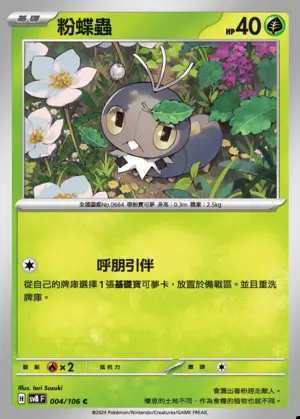 基礎 粉蝶蟲 HP40
全國圖鑑No.0664 噴粉寶可夢 身高:0.3m 體重:2.5kg
呼朋引伴
從自己的牌庫選擇1張基礎寶可夢卡,放置於備戰區。並且重洗
牌庫。
弱點 ×2 抵抗力 撤退
Illus. Iori Suzuki
H sv8 F 004/106 C
會灑出毒粉趕走敵人。
棲息的土地不同,作為食糧的植物也就不同。
©2024 Pokémon/Nintendo/Creatures/GAME FREAK.